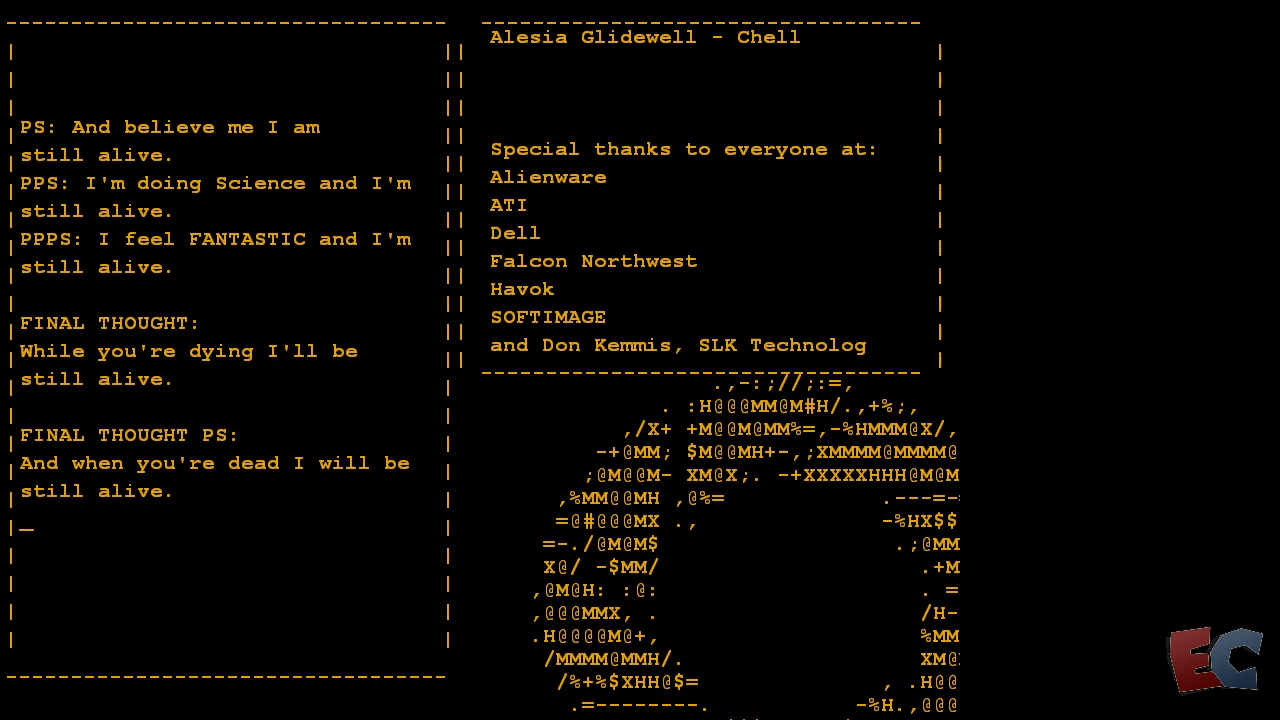 PS: And believe me I am
still alive.
PPS: I'm doing Science and I'm
still alive.
PPPS: I feel FANTASTIC and I'm
still alive.
FINAL THOUGHT:
While you're dying I'll be
still alive.
FINAL THOUGHT PS:
And when you're dead I will be
still alive.
Alesia Glidewell - Chell
Special thanks to everyone at:
Alienware
ATI
Dell
Falcon Northwest
Havok
SOFTIMAGE
and Don Kemmis, SLK Technolog
EC